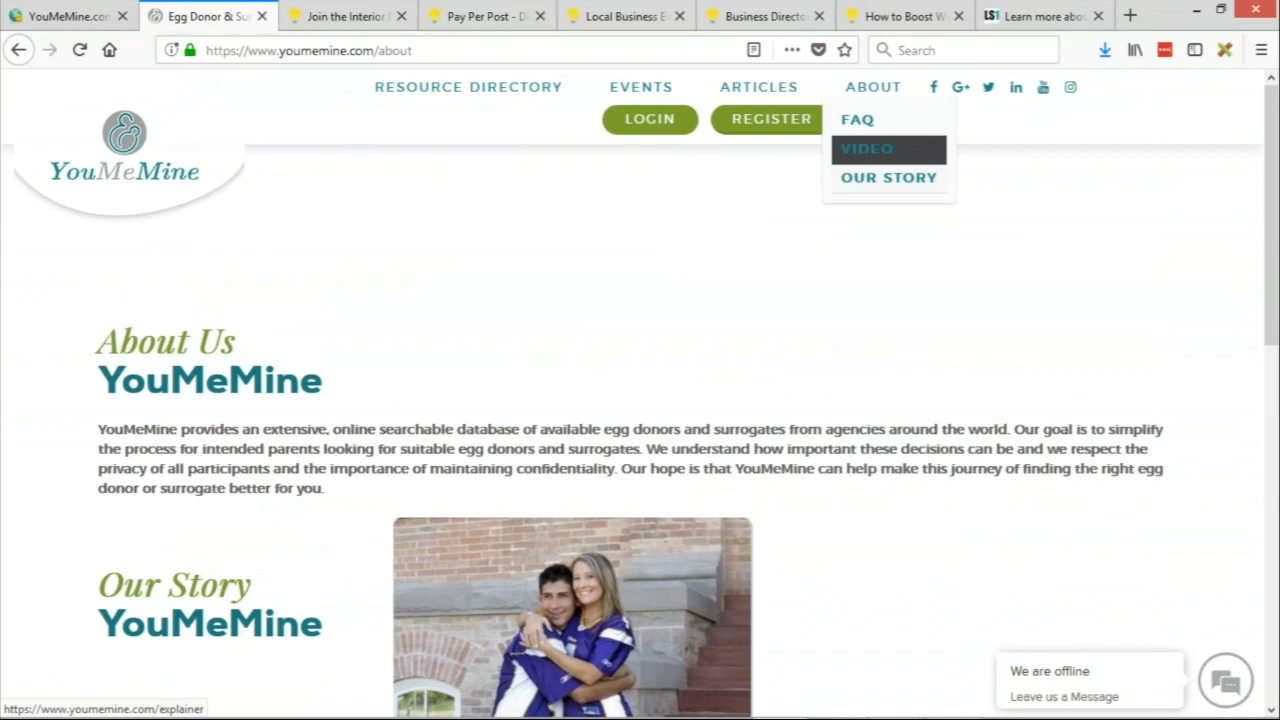 YouMeMine.com
Egg Donor & Sur
Join the Interior
Pay Per Post - Di
Local Business E
Business Directo
How to Boost W
LS1 Learn more abo
https://www.youmemine.com/about
Search
RESOURCE DIRECTORY EVENTS ARTICLES ABOUT
LOGIN REGISTER
FAQ
VIDEO
OUR STORY
YouMeMine
About Us
YouMeMine
YouMeMine provides an extensive, online searchable database of available egg donors and surrogates from agencies around the world. Our goal is to simplify
the process for intended parents looking for suitable egg donors and surrogates. We understand how important these decisions can be and we respect the
privacy of all participants and the importance of maintaining confidentiality. Our hope is that YouMeMine can help make this journey of finding the right egg
donor or surrogate better for you.
Our Story
YouMeMine
We are offline
Leave us a Message
https://www.youmemine.com/explainer